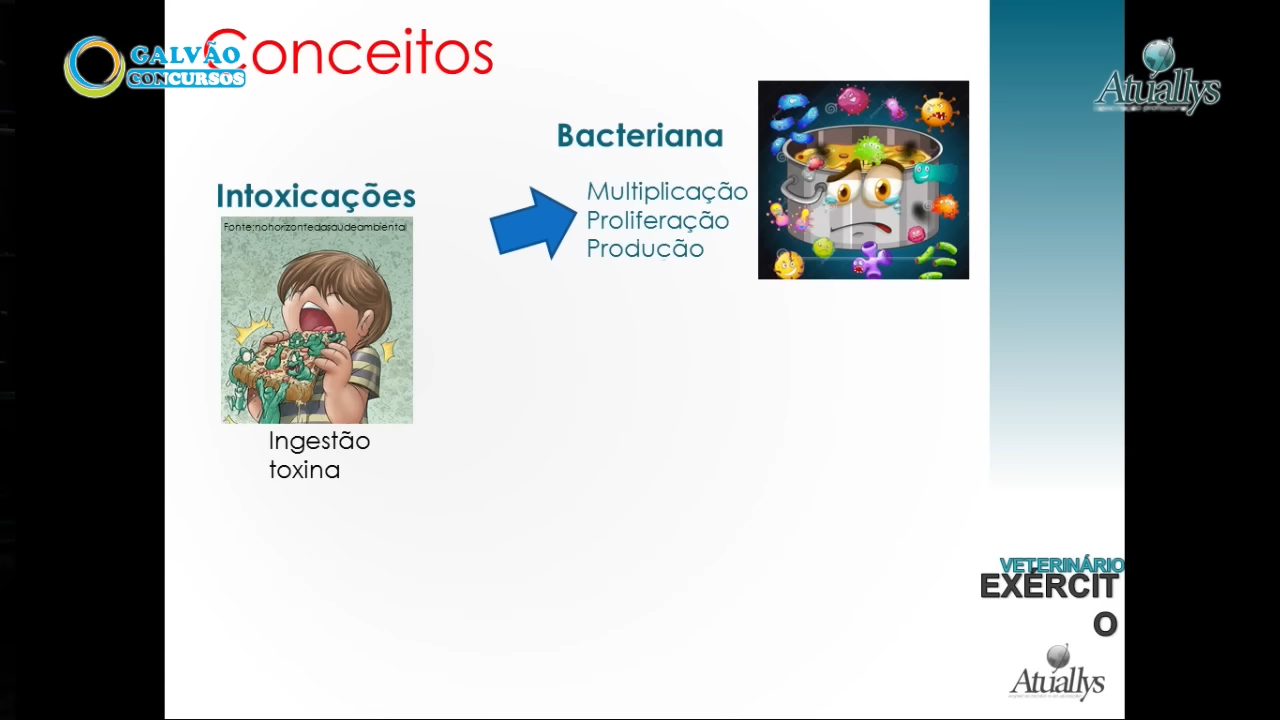 Conceitos
GALVÃO
CONCURSOS
Atuallys
Bacteriana
Intoxicações
Multiplicação
Proliferação
Producão
Fonte:nohorizontedasaudeambiental
Ingestão
toxina
VETERINÁRIO
EXÉRCIT
O
Atuallys